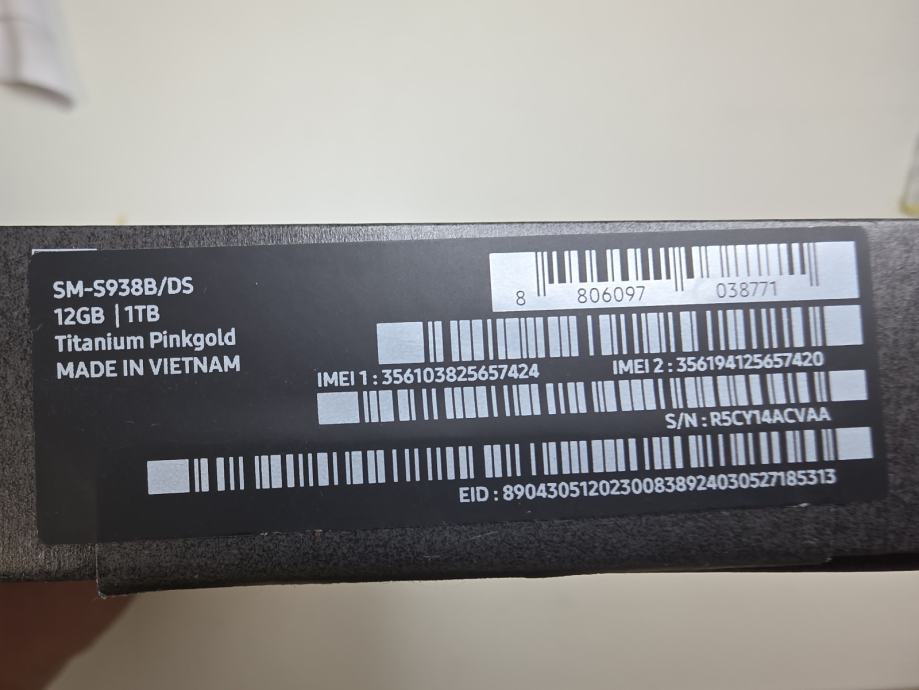 SM-S938B/DS
12GB | 1TB
Titanium Pinkgold
MADE IN VIETNAM
8 806097 038771
IMEI 1 : 356103825657424
IMEI 2 : 356194125657420
S/N : R5CY14ACVAA
EID : 89043051202300838924030527185313